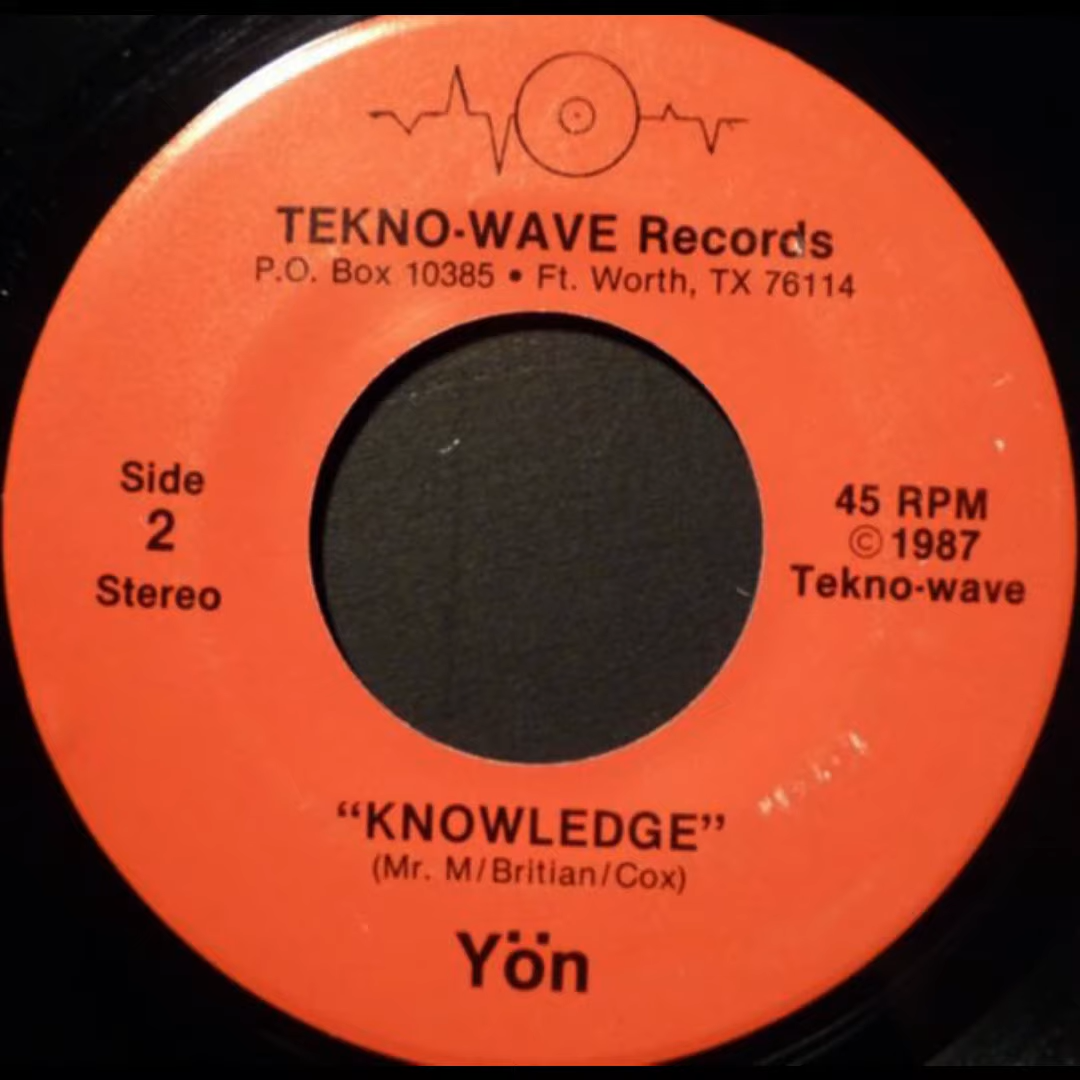 TEKNO-WAVE Records
P.O. Box 10385 • Ft. Worth, TX 76114
Side
2
Stereo
45 RPM
©1987
Tekno-wave
“KNOWLEDGE”
(Mr. M/Britian/Cox)
Yön